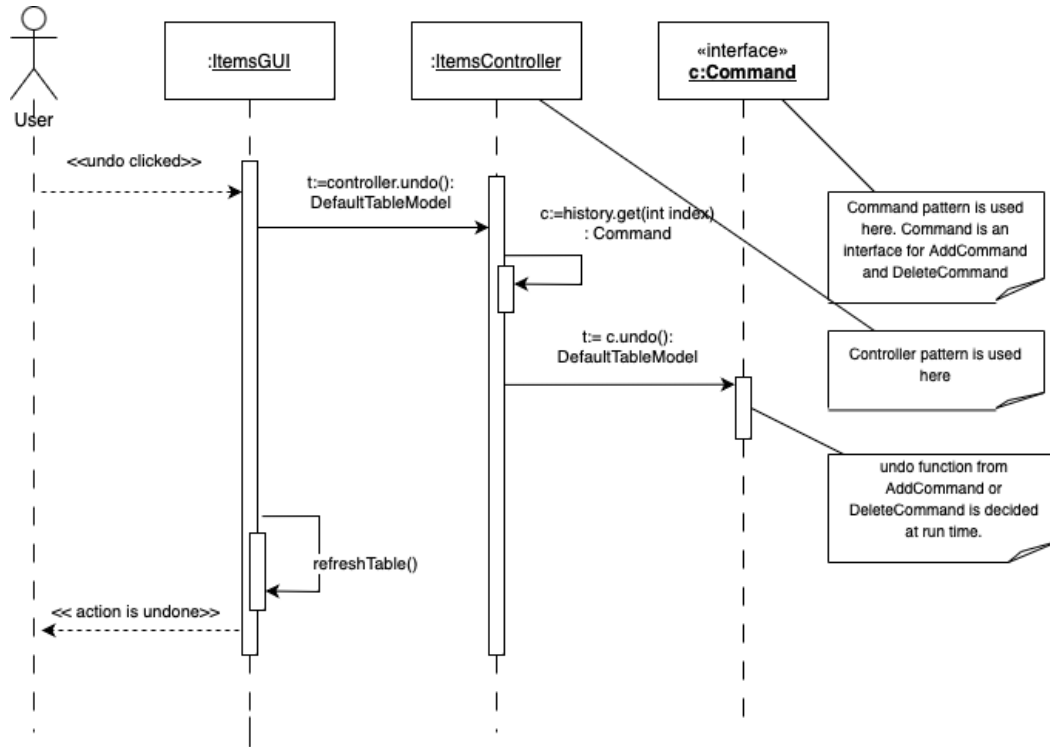 :ItemsGUI
:ItemsController
«interface»
c:Command
User
<<undo clicked>>
t:=controller.undo():
DefaultTableModel
c:=history.get(int index)
: Command
Command pattern is used
here. Command is an
interface for AddCommand
and DeleteCommand
t:= c.undo():
DefaultTableModel
Controller pattern is used
here
undo function from
AddCommand or
DeleteCommand is decided
at run time.
refreshTable()
<< action is undone>>